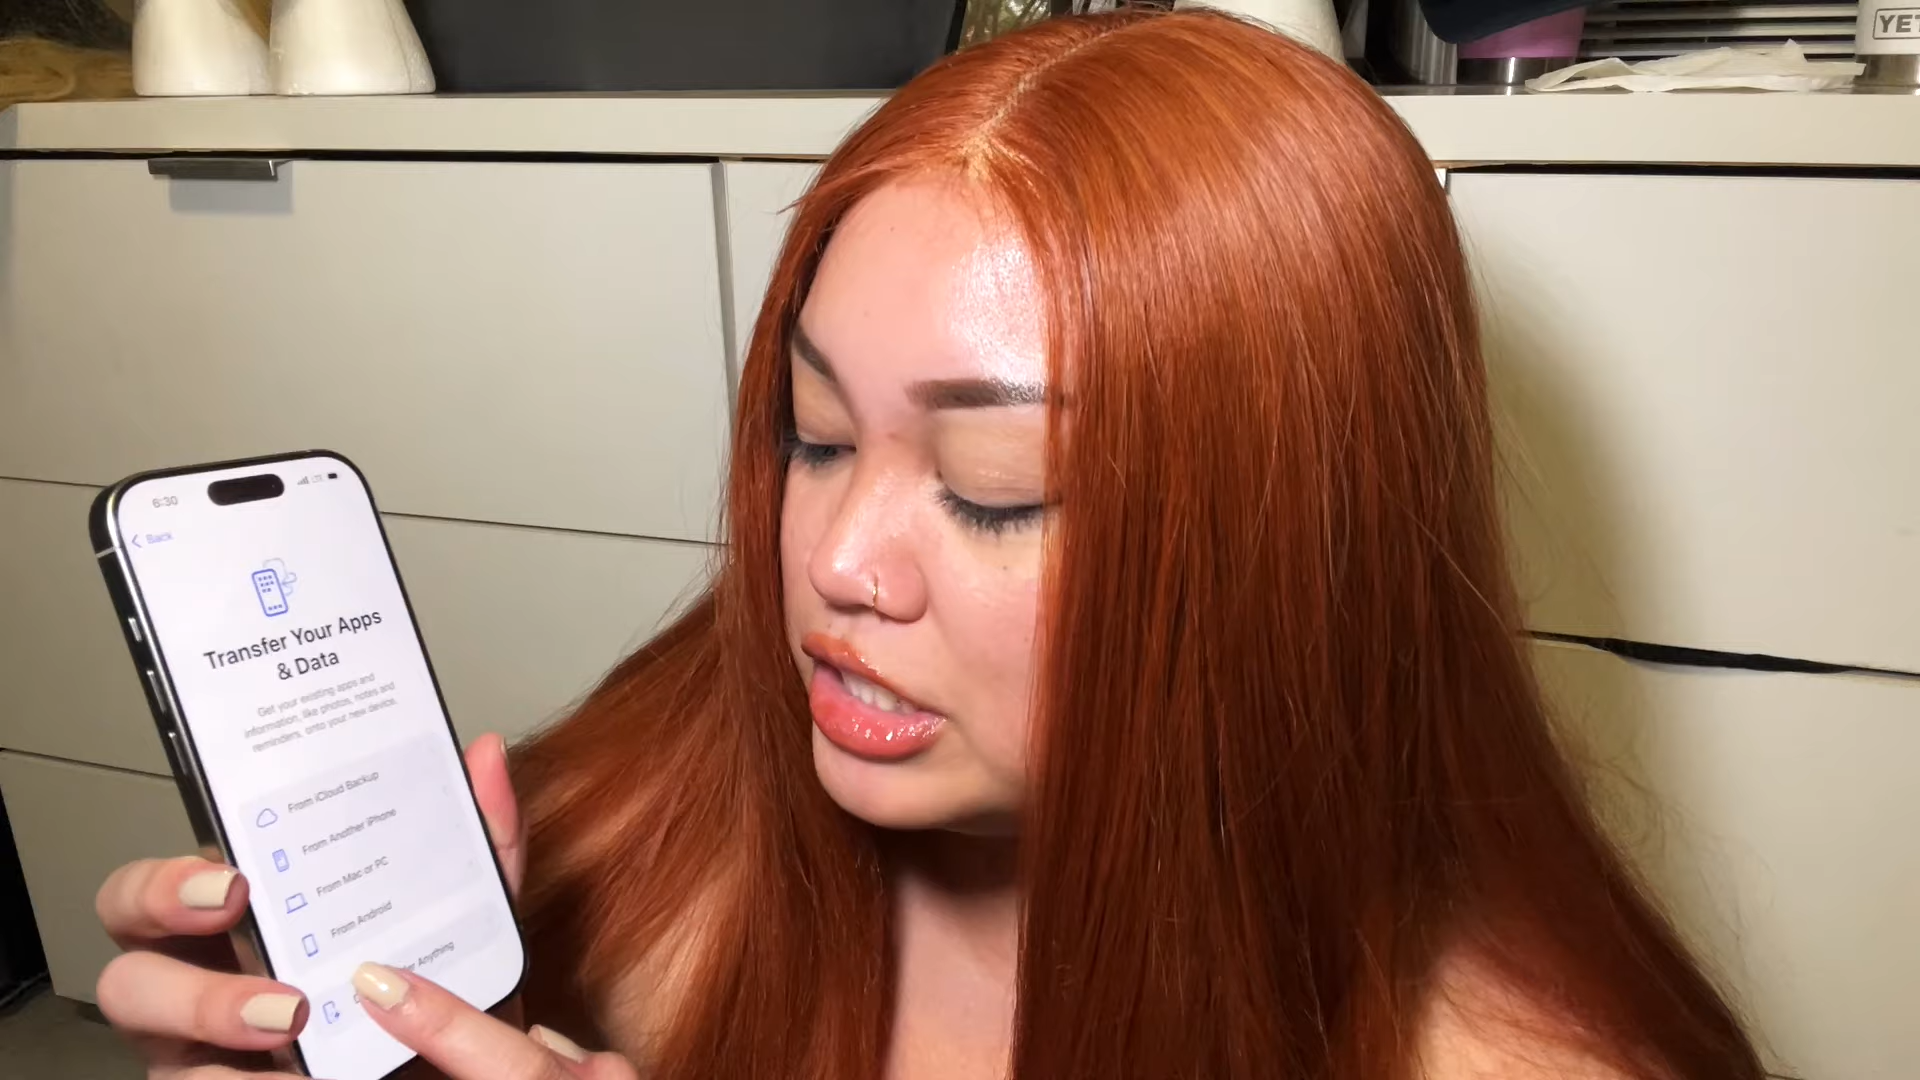 YET
6:30
LTE
Back
Transfer Your Apps
& Data
Get your existing apps and
information, like photos, notes and
reminders, onto your new device.
From iCloud Backup
From Another iPhone
From Mac or PC
From Android
Anything